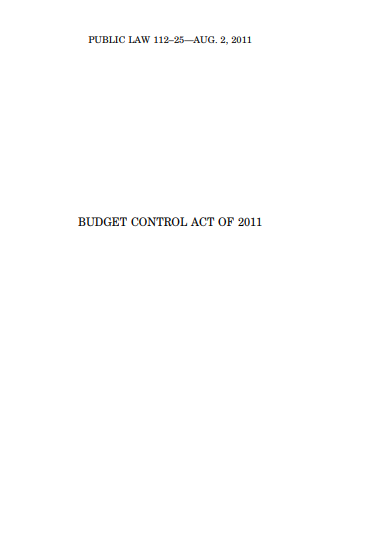 PUBLIC LAW 112–25—AUG. 2, 2011
BUDGET CONTROL ACT OF 2011